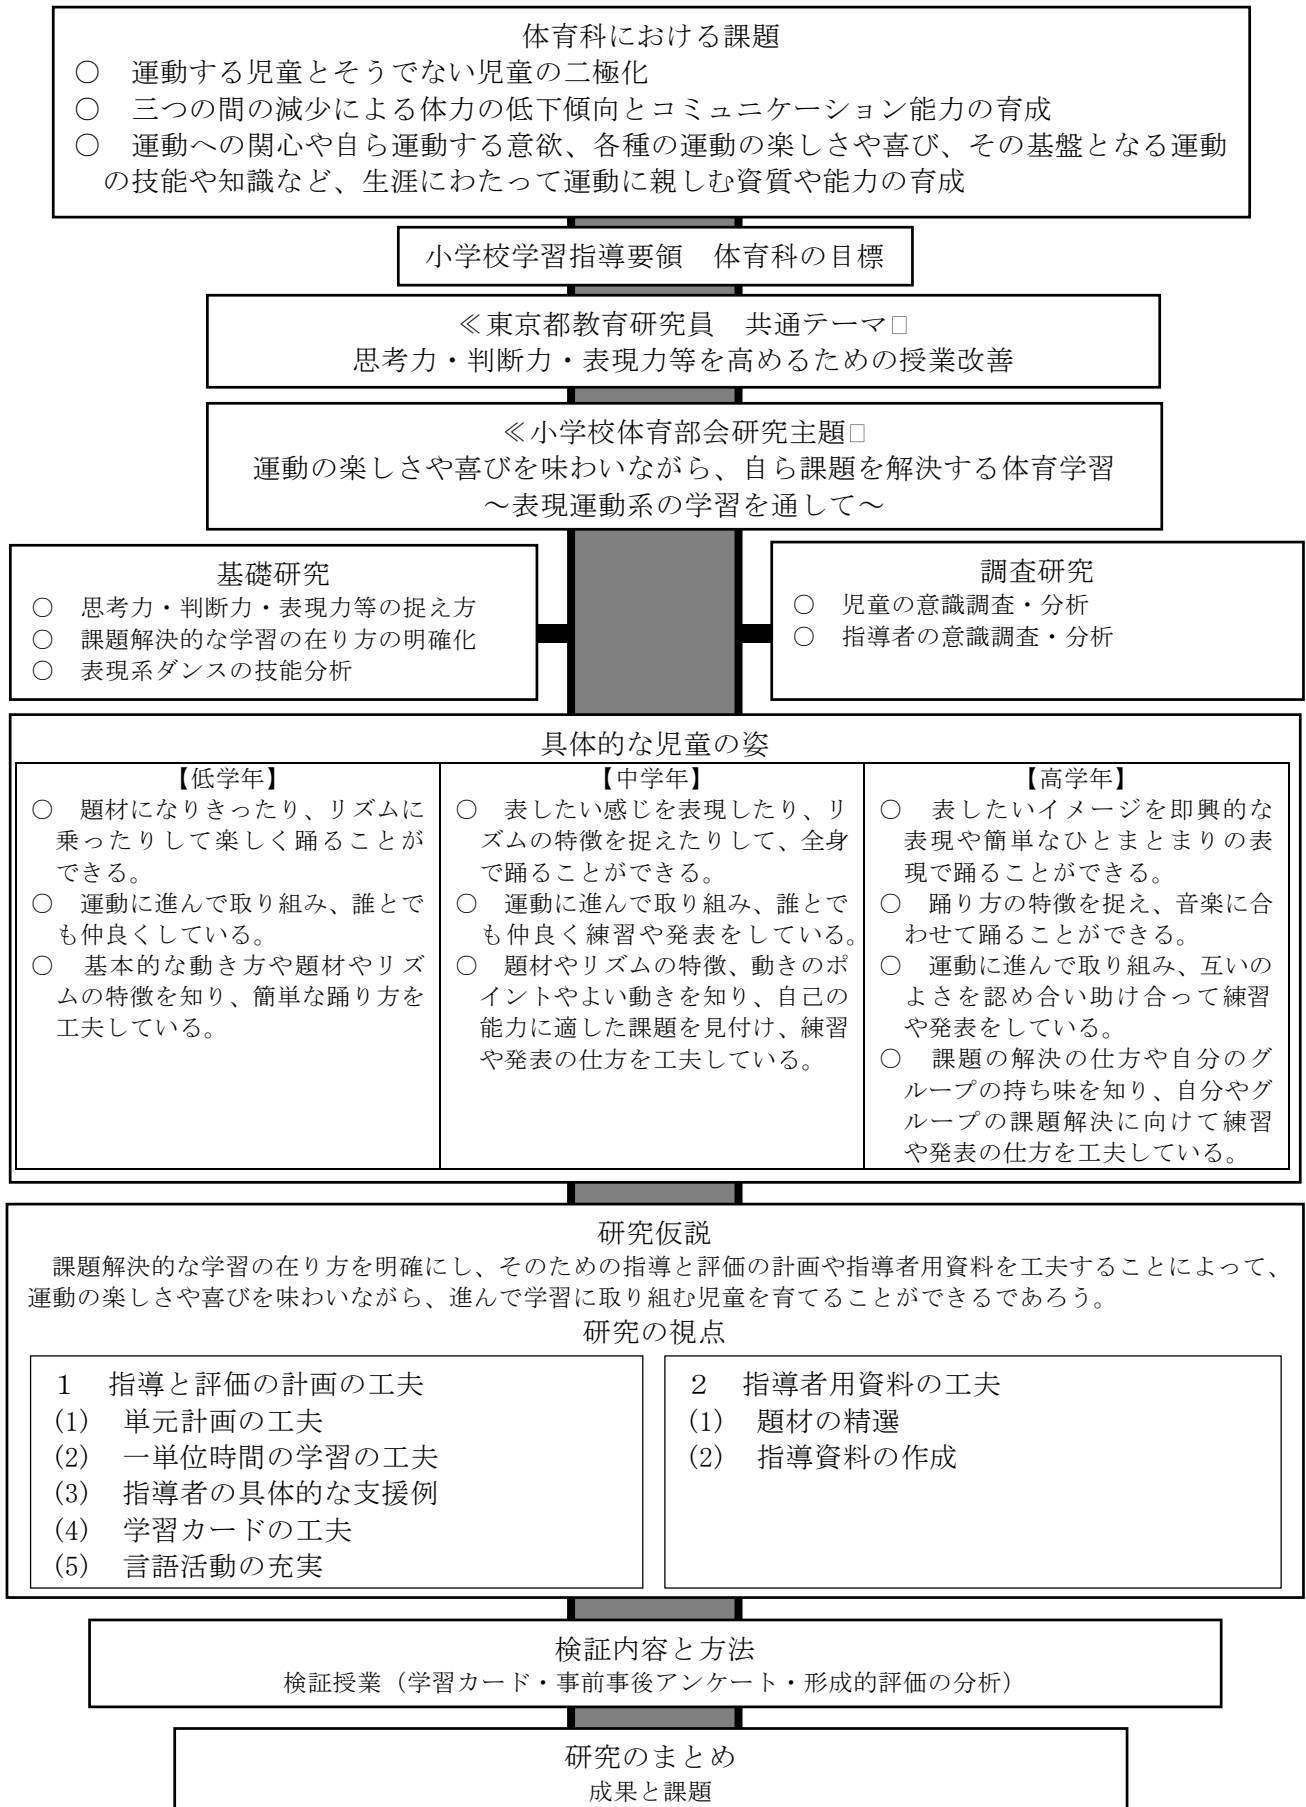 体育科における課題
○　運動する児童とそうでない児童の二極化
○　三つの間の減少による体力の低下傾向とコミュニケーション能力の育成
○　運動への関心や自ら運動する意欲、各種の運動の楽しさや喜び、その基盤となる運動
の技能や知識など、生涯にわたって運動に親しむ資質や能力の育成
小学校学習指導要領　体育科の目標
≪東京都教育研究員　共通テーマ□
思考力・判断力・表現力等を高めるための授業改善
≪小学校体育部会研究主題□
運動の楽しさや喜びを味わいながら、自ら課題を解決する体育学習
～表現運動系の学習を通して～
基礎研究
○　思考力・判断力・表現力等の捉え方
○　課題解決的な学習の在り方の明確化
○　表現系ダンスの技能分析
調査研究
○　児童の意識調査・分析
○　指導者の意識調査・分析
具体的な児童の姿
【低学年】
○　題材になりきったり、リズムに
乗ったりして楽しく踊ることが
できる。
○　運動に進んで取り組み、誰とで
も仲良くしている。
○　基本的な動き方や題材やリズ
ムの特徴を知り、簡単な踊り方を
工夫している。
【中学年】
○　表したい感じを表現したり、リ
ズムの特徴を捉えたりして、全身
で踊ることができる。
○　運動に進んで取り組み、誰とで
も仲良く練習や発表をしている。
○　題材やリズムの特徴、動きのポ
イントやよい動きを知り、自己の
能力に適した課題を見付け、練習
や発表の仕方を工夫している。
【高学年】
○　表したいイメージを即興的な
表現や簡単なひとまとまりの表
現で踊ることができる。
○　踊り方の特徴を捉え、音楽に合
わせて踊ることができる。
○　運動に進んで取り組み、互いの
よさを認め合い助け合って練習
や発表をしている。
○　課題の解決の仕方や自分のグ
ループの持ち味を知り、自分やグ
ループの課題解決に向けて練習
や発表の仕方を工夫している。
研究仮説
課題解決的な学習の在り方を明確にし、そのための指導と評価の計画や指導者用資料を工夫することによって、
運動の楽しさや喜びを味わいながら、進んで学習に取り組む児童を育てることができるであろう。
研究の視点
１　指導と評価の計画の工夫
(1)　単元計画の工夫
(2)　一単位時間の学習の工夫
(3)　指導者の具体的な支援例
(4)　学習カードの工夫
(5)　言語活動の充実
２　指導者用資料の工夫
(1)　題材の精選
(2)　指導資料の作成
検証内容と方法
検証授業（学習カード・事前事後アンケート・形成的評価の分析）
研究のまとめ
成果と課題